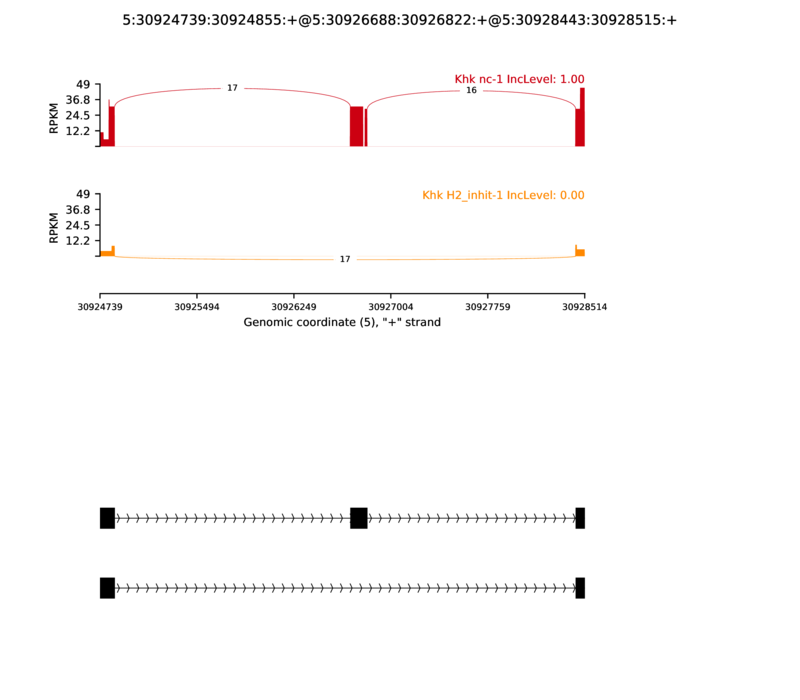 5:30924739:30924855:+@5:30926688:30926822:+@5:30928443:30928515:+
Khk nc-1 IncLevel: 1.00
49
36.8
24.5
12.2
RPKM
17
16
Khk H2_inhit-1 IncLevel: 0.00
49
36.8
24.5
12.2
RPKM
17
30924739 30925494 30926249 30927004 30927759 30928514
Genomic coordinate (5), "+" strand